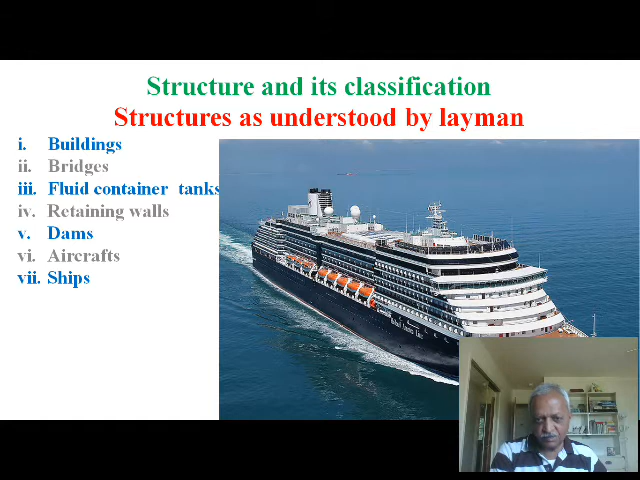 Structure and its classification
Structures as understood by layman
i. Buildings
ii. Bridges
iii. Fluid container tanks
iv. Retaining walls
v. Dams
vi. Aircrafts
vii. Ships